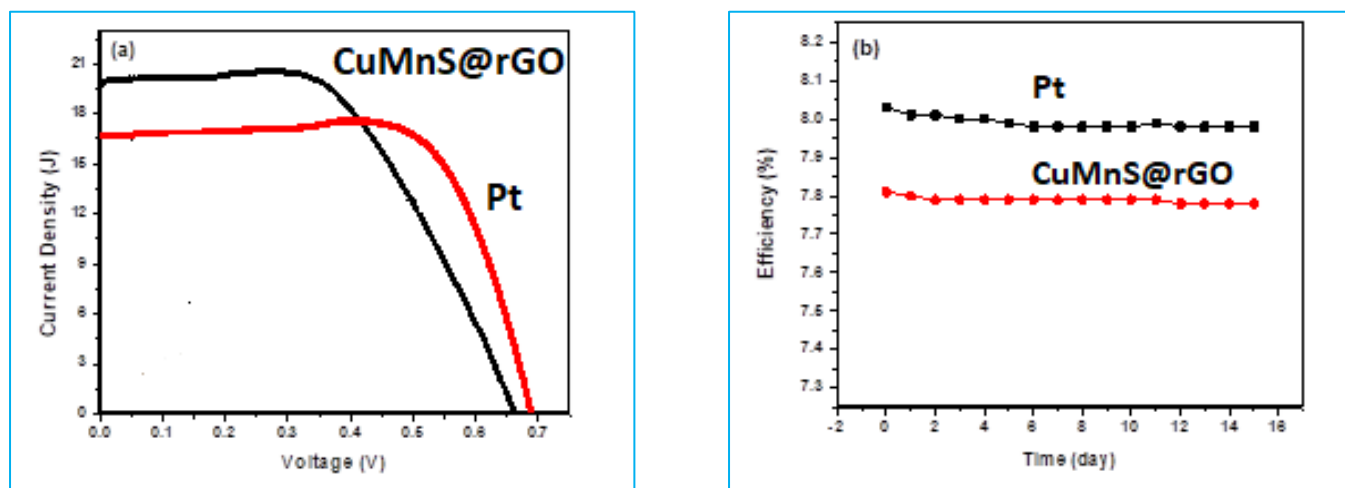 (a)
CuMnS@rGO
Pt
21
18
15
12
9
6
3
0
Current Density (J)
0.0 0.1 0.2 0.3 0.4 0.5 0.6 0.7
Voltage (V)
(b)
Pt
CuMnS@rGO
8.2
8.1
8.0
7.9
7.8
7.7
7.6
7.5
7.4
7.3
Efficiency (%)
-2 0 2 4 6 8 10 12 14 16
Time (day)